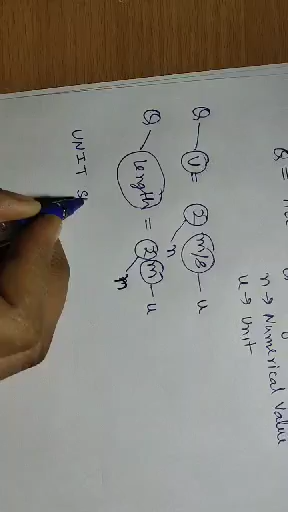 Q =
n → Numerical Value
u → Unit
Q
V = 2 m/s u
n
Q
length = 2 m u
n
UNIT S